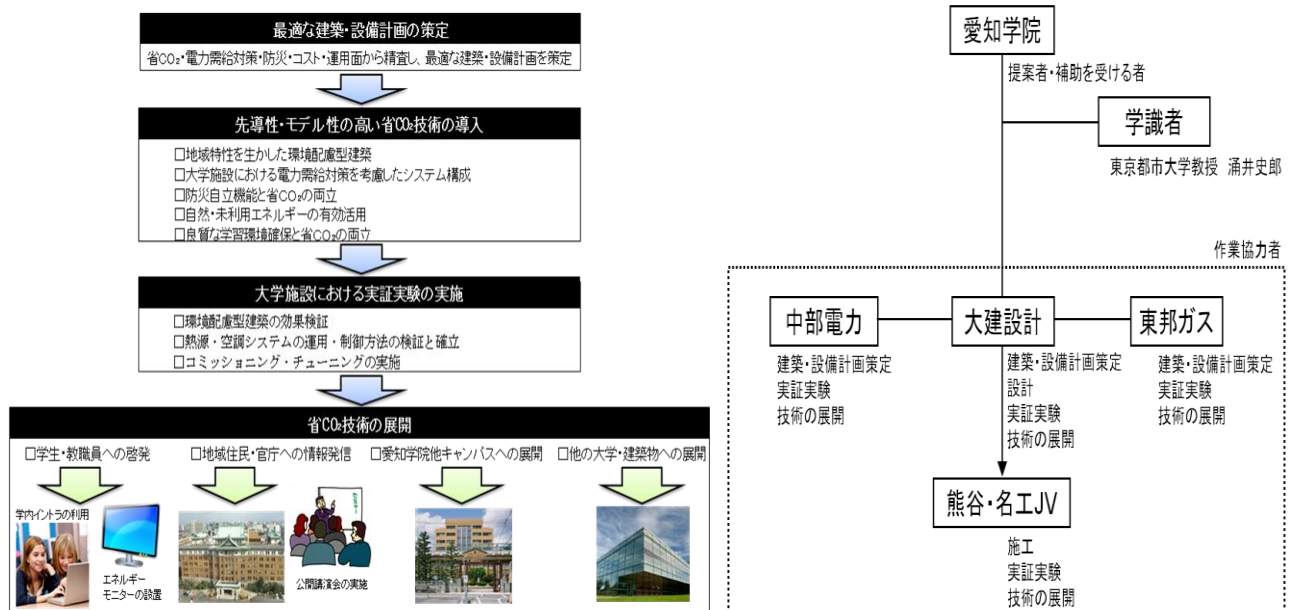 最適な建築・設備計画の策定
省CO₂・電力需給対策・防災・コスト・運用面から精査し、最適な建築・設備計画を策定
先導性・モデル性の高い省CO₂技術の導入
□地域特性を生かした環境配慮型建築
□大学施設における電力需給対策を考慮したシステム構成
□防災自立機能と省CO₂の両立
□自然・未利用エネルギーの有効活用
□良質な学習環境確保と省CO₂の両立
大学施設における実証実験の実施
□環境配慮型建築の効果検証
□熱源・空調システムの運用・制御方法の検証と確立
□コミッショニング・チューニングの実施
省CO₂技術の展開
□学生・教職員への啓発
□地域住民・官庁への情報発信
□愛知学院他キャンパスへの展開
□他の大学・建築物への展開
学内イントラの利用
エネルギー
モニターの設置
セミナー
公開講演会の実施
愛知学院
提案者・補助を受ける者
学識者
東京都市大学教授 涌井史郎
作業協力者
中部電力
建築・設備計画策定
実証実験
技術の展開
大建設計
建築・設備計画策定
設計
実証実験
技術の展開
東邦ガス
建築・設備計画策定
実証実験
技術の展開
熊谷・名工JV
施工
実証実験
技術の展開